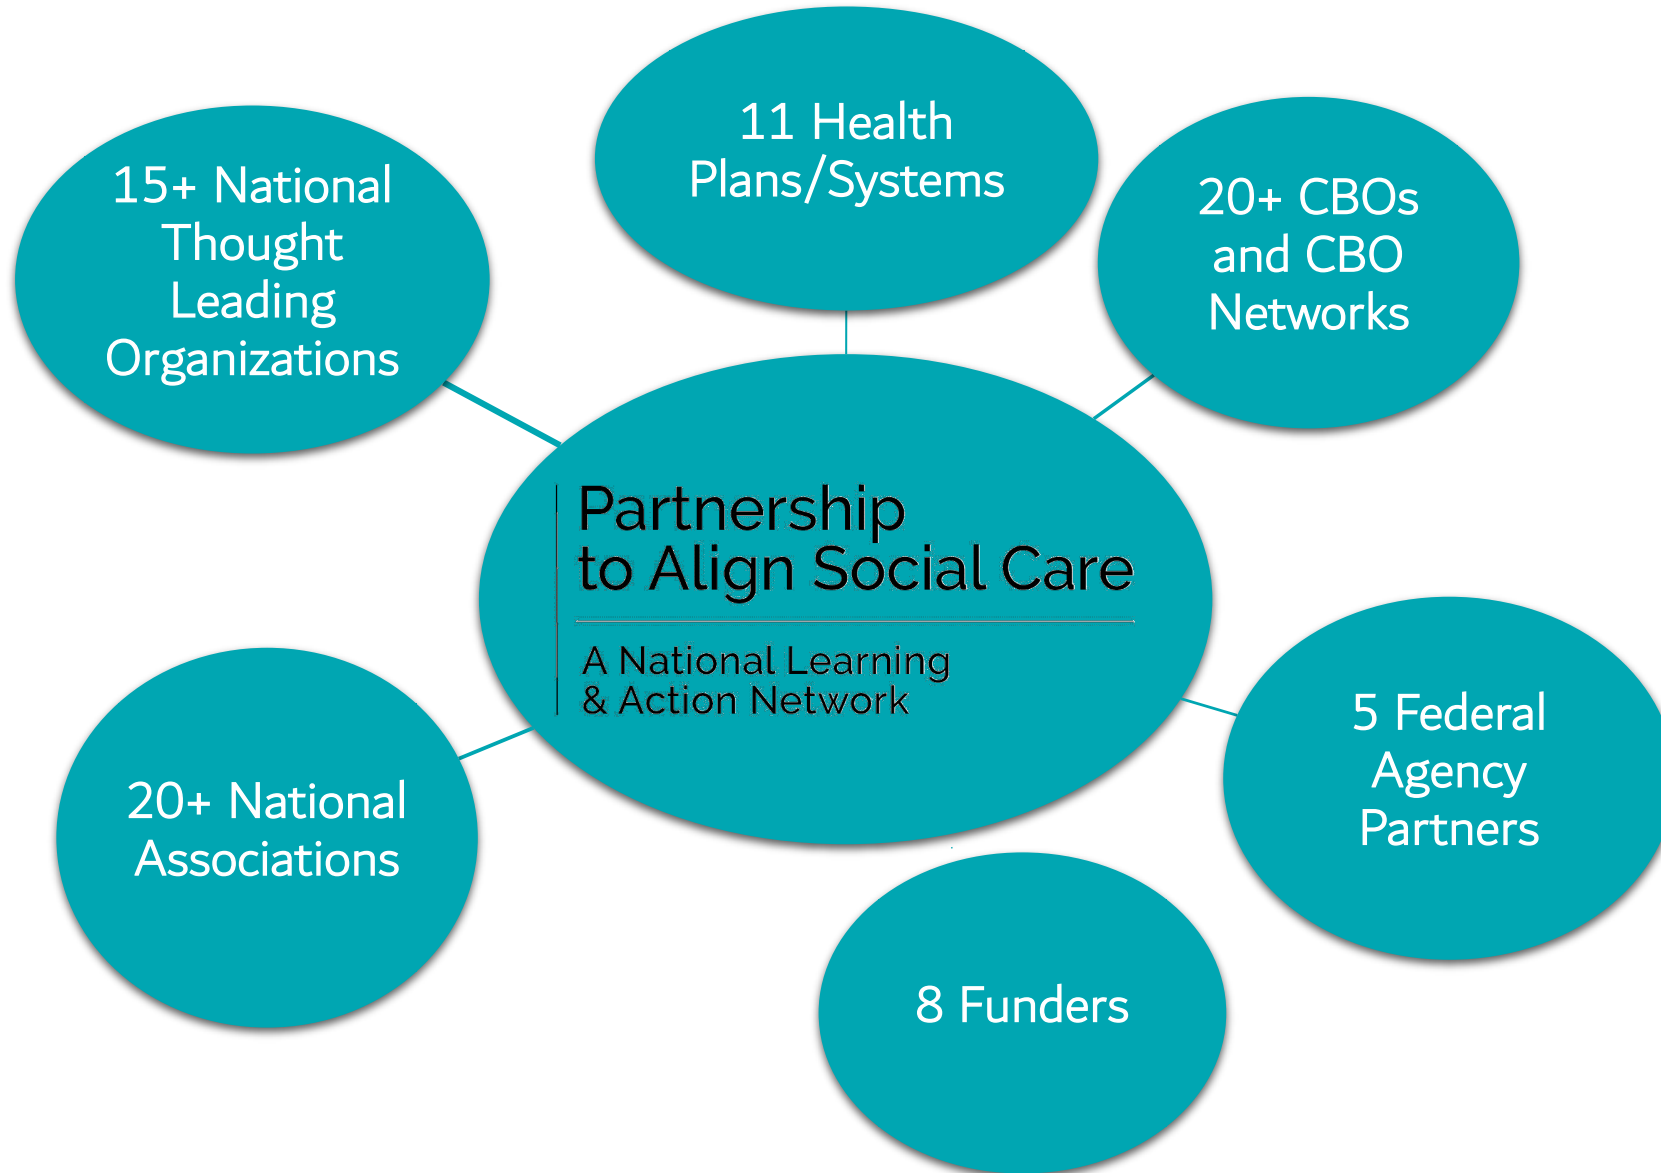 11 Health
Plans/Systems
15+ National
Thought
Leading
Organizations
20+ CBOs
and CBO
Networks
Partnership
to Align Social Care
A National Learning
& Action Network
5 Federal
Agency
Partners
20+ National
Associations
8 Funders